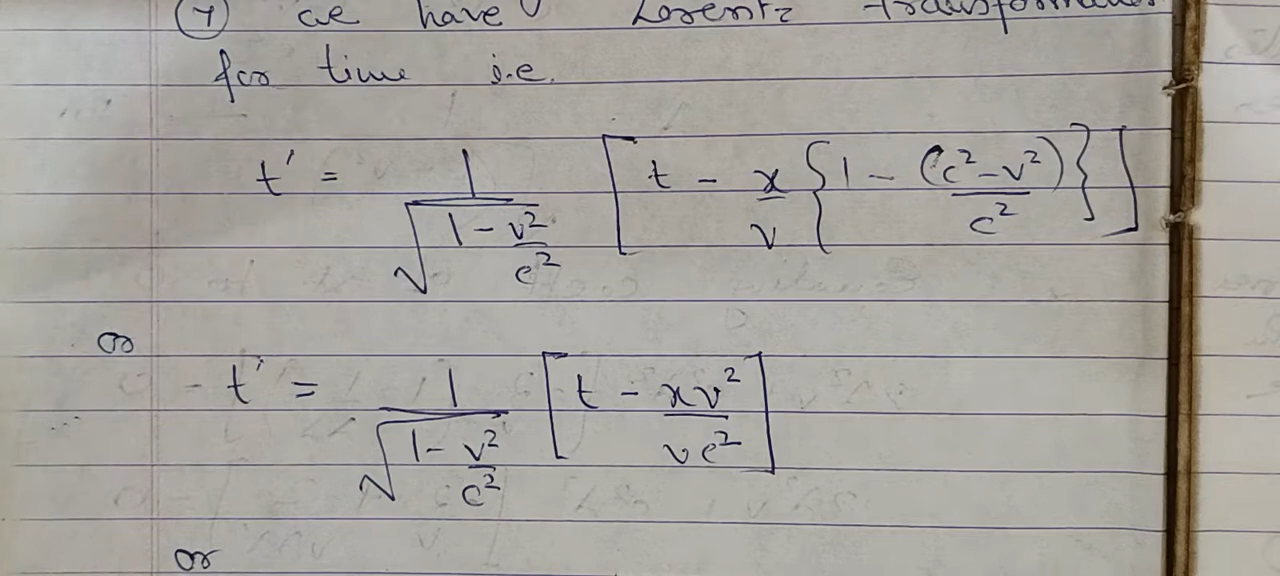 (7) we have Lorentz transformation
for time i.e.
t' = 1/√(1 - v²/c²) [t - x/v {1 - (c² - v²)/c²}]
or
t' = 1/√(1 - v²/c²) [t - xv²/vc²]
or